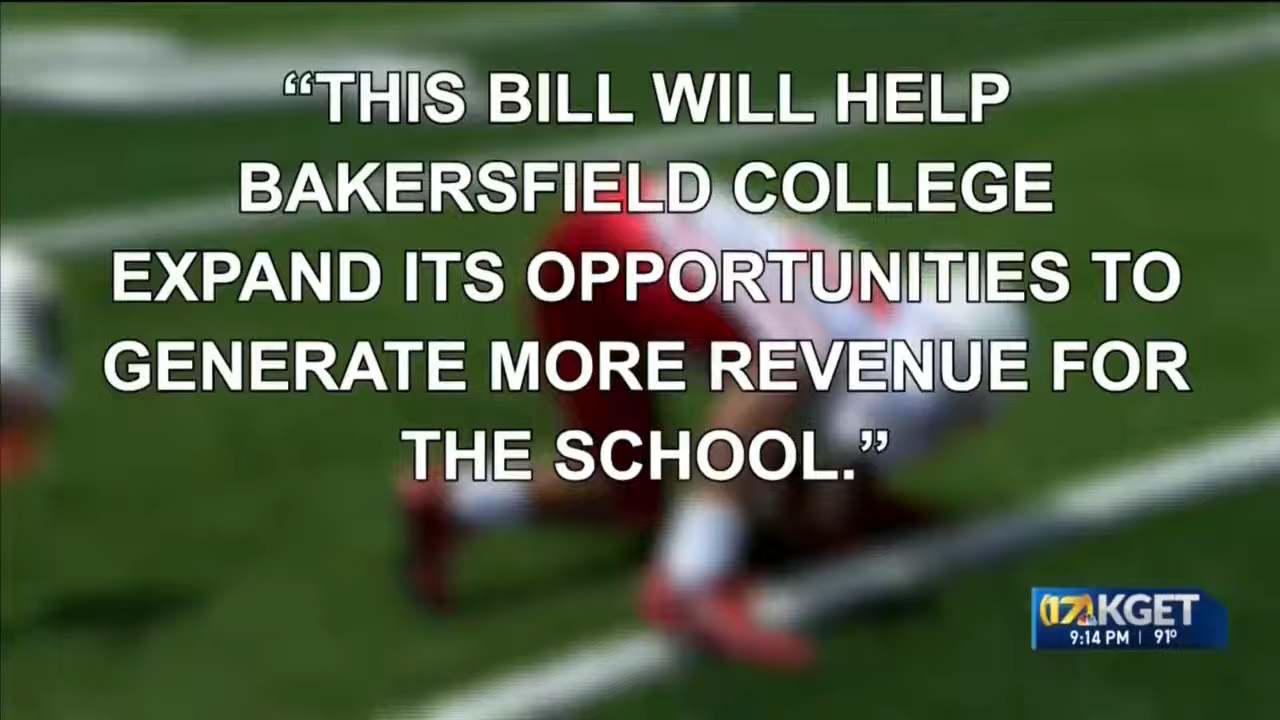 “THIS BILL WILL HELP
BAKERSFIELD COLLEGE
EXPAND ITS OPPORTUNITIES TO
GENERATE MORE REVENUE FOR
THE SCHOOL.”
17 KGET
9:14 PM | 91º